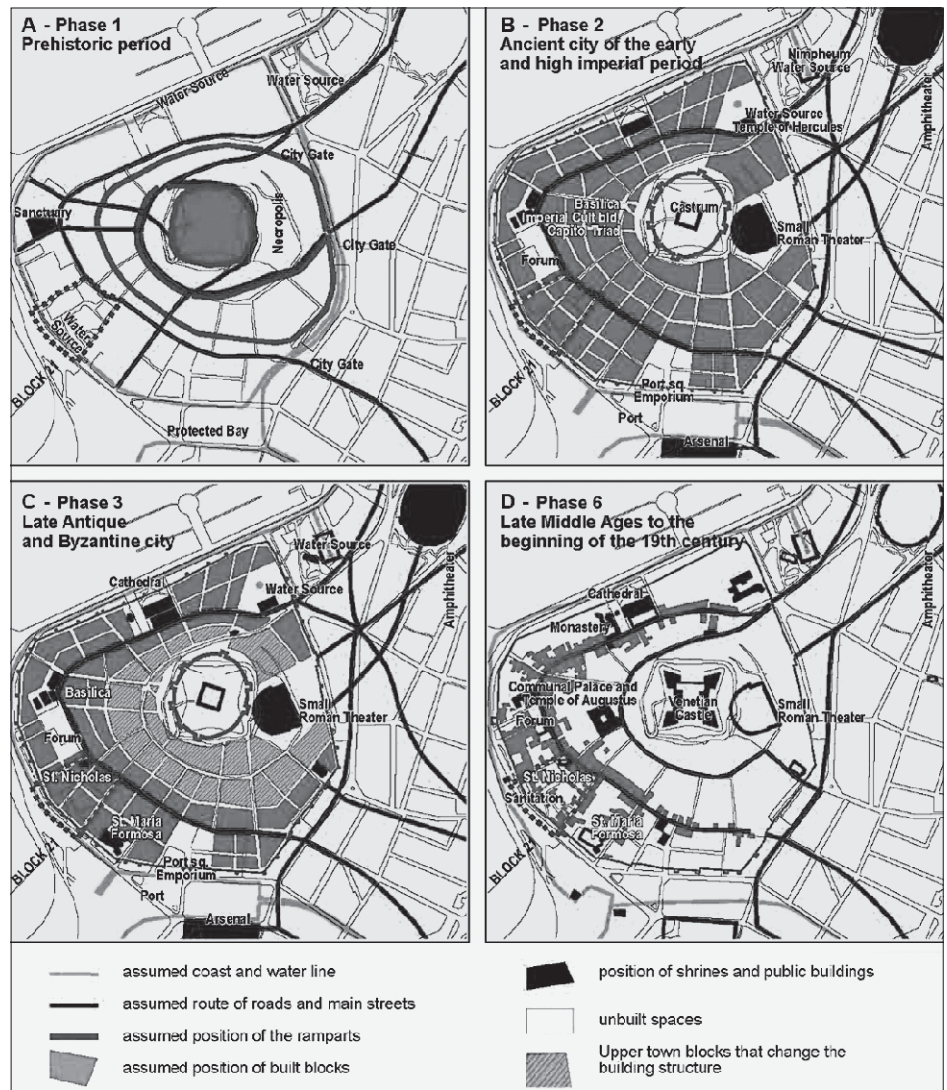 A - Phase 1
Prehistoric period
Water Source
Water Source
City Gate
Sanctuary
Necropolis
City Gate
Water Source
City Gate
BLOCK 21
Protected Bay
B - Phase 2
Ancient city of the early
and high imperial period
Nimpheum
Water Source
Amphitheater
Water Source
Temple of Hercules
Basilica
Imperial Cult bld.
Capitol Triad
Castrum
Small
Roman Theater
Forum
BLOCK 21
Port sq.
Emporium
Port
Arsenal
C - Phase 3
Late Antique
and Byzantine city
Water Source
Cathedral
Water Source
Amphitheater
Basilica
Small
Roman Theater
Forum
St. Nicholas
St. Maria
Formosa
BLOCK 21
Port sq.
Emporium
Port
Arsenal
D - Phase 6
Late Middle Ages to the
beginning of the 19th century
Cathedral
Amphitheater
Monastery
Communal Palace and
Temple of Augustus
Venetian
Castle
Forum
Small
Roman Theater
St. Nicholas
Sanitation
St. Maria
Formosa
BLOCK 21
assumed coast and water line
assumed route of roads and main streets
assumed position of the ramparts
assumed position of built blocks
position of shrines and public buildings
unbuilt spaces
Upper town blocks that change the
building structure